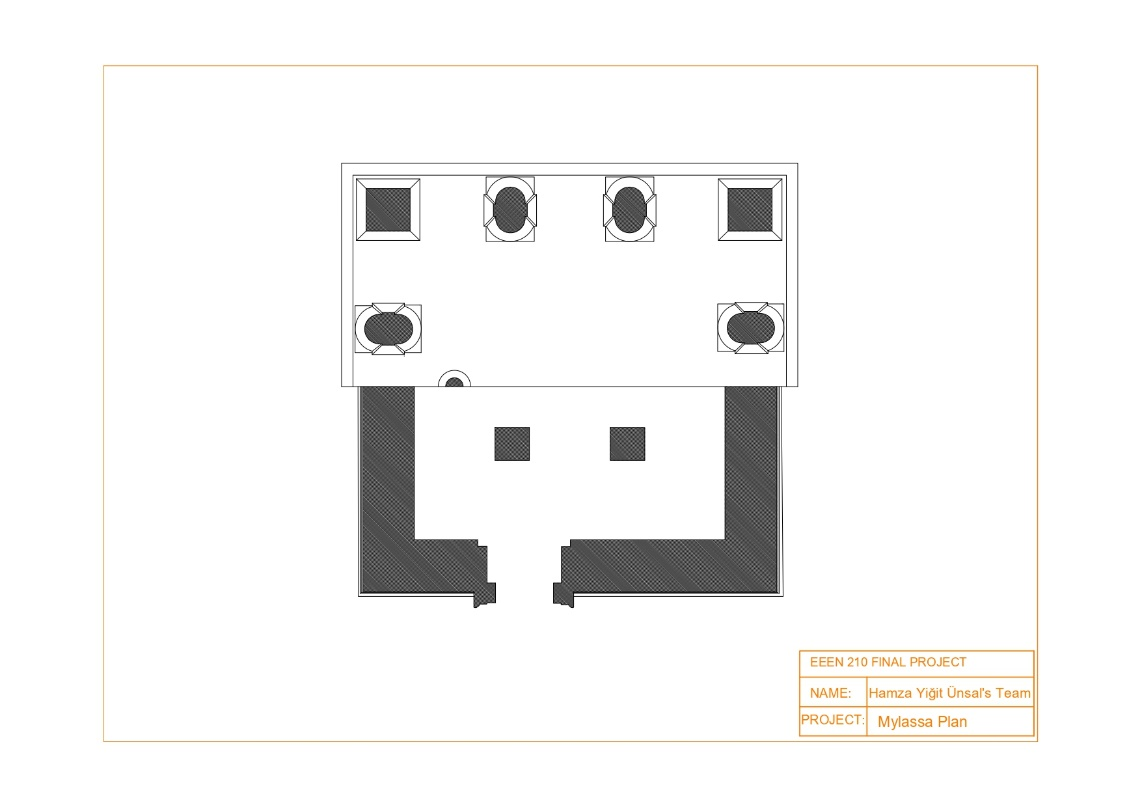 EEEN 210 FINAL PROJECT
NAME: Hamza Yiğit Ünsal's Team
PROJECT: Mylassa Plan